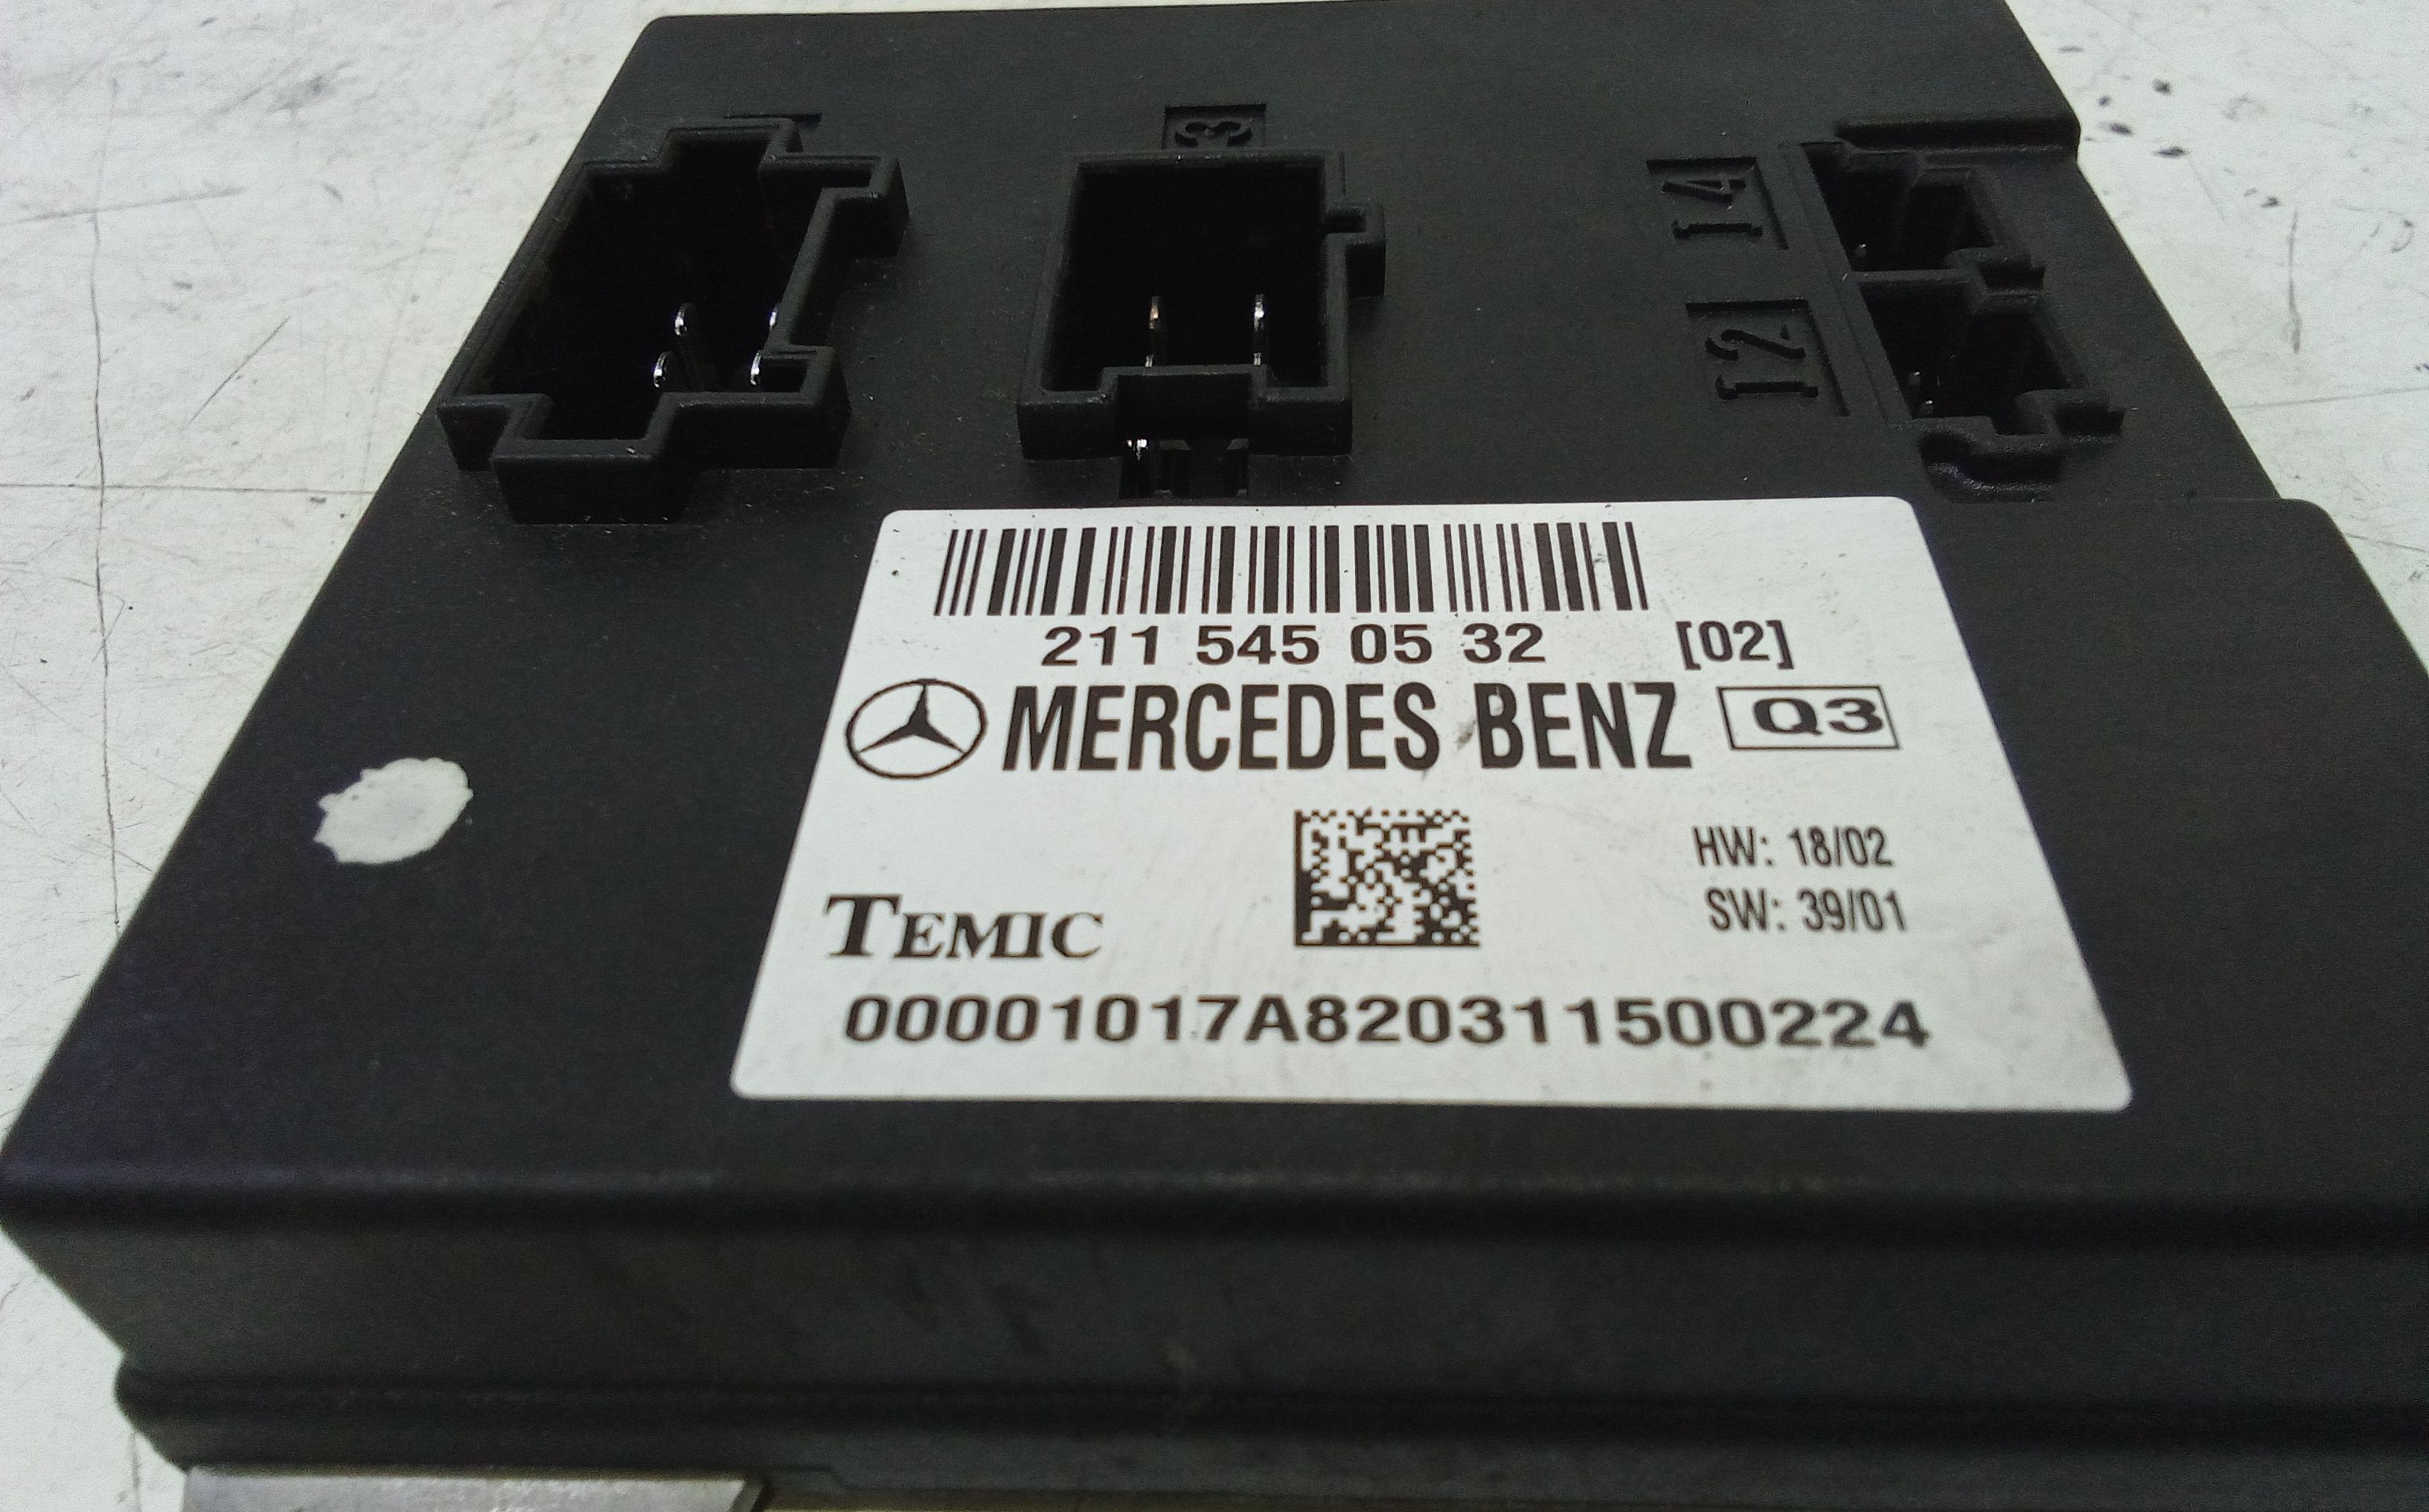 3
14
12
211 545 05 32 [02]
MERCEDES BENZ Q3
HW: 18/02
SW: 39/01
TEMIC
00001017A820311500224